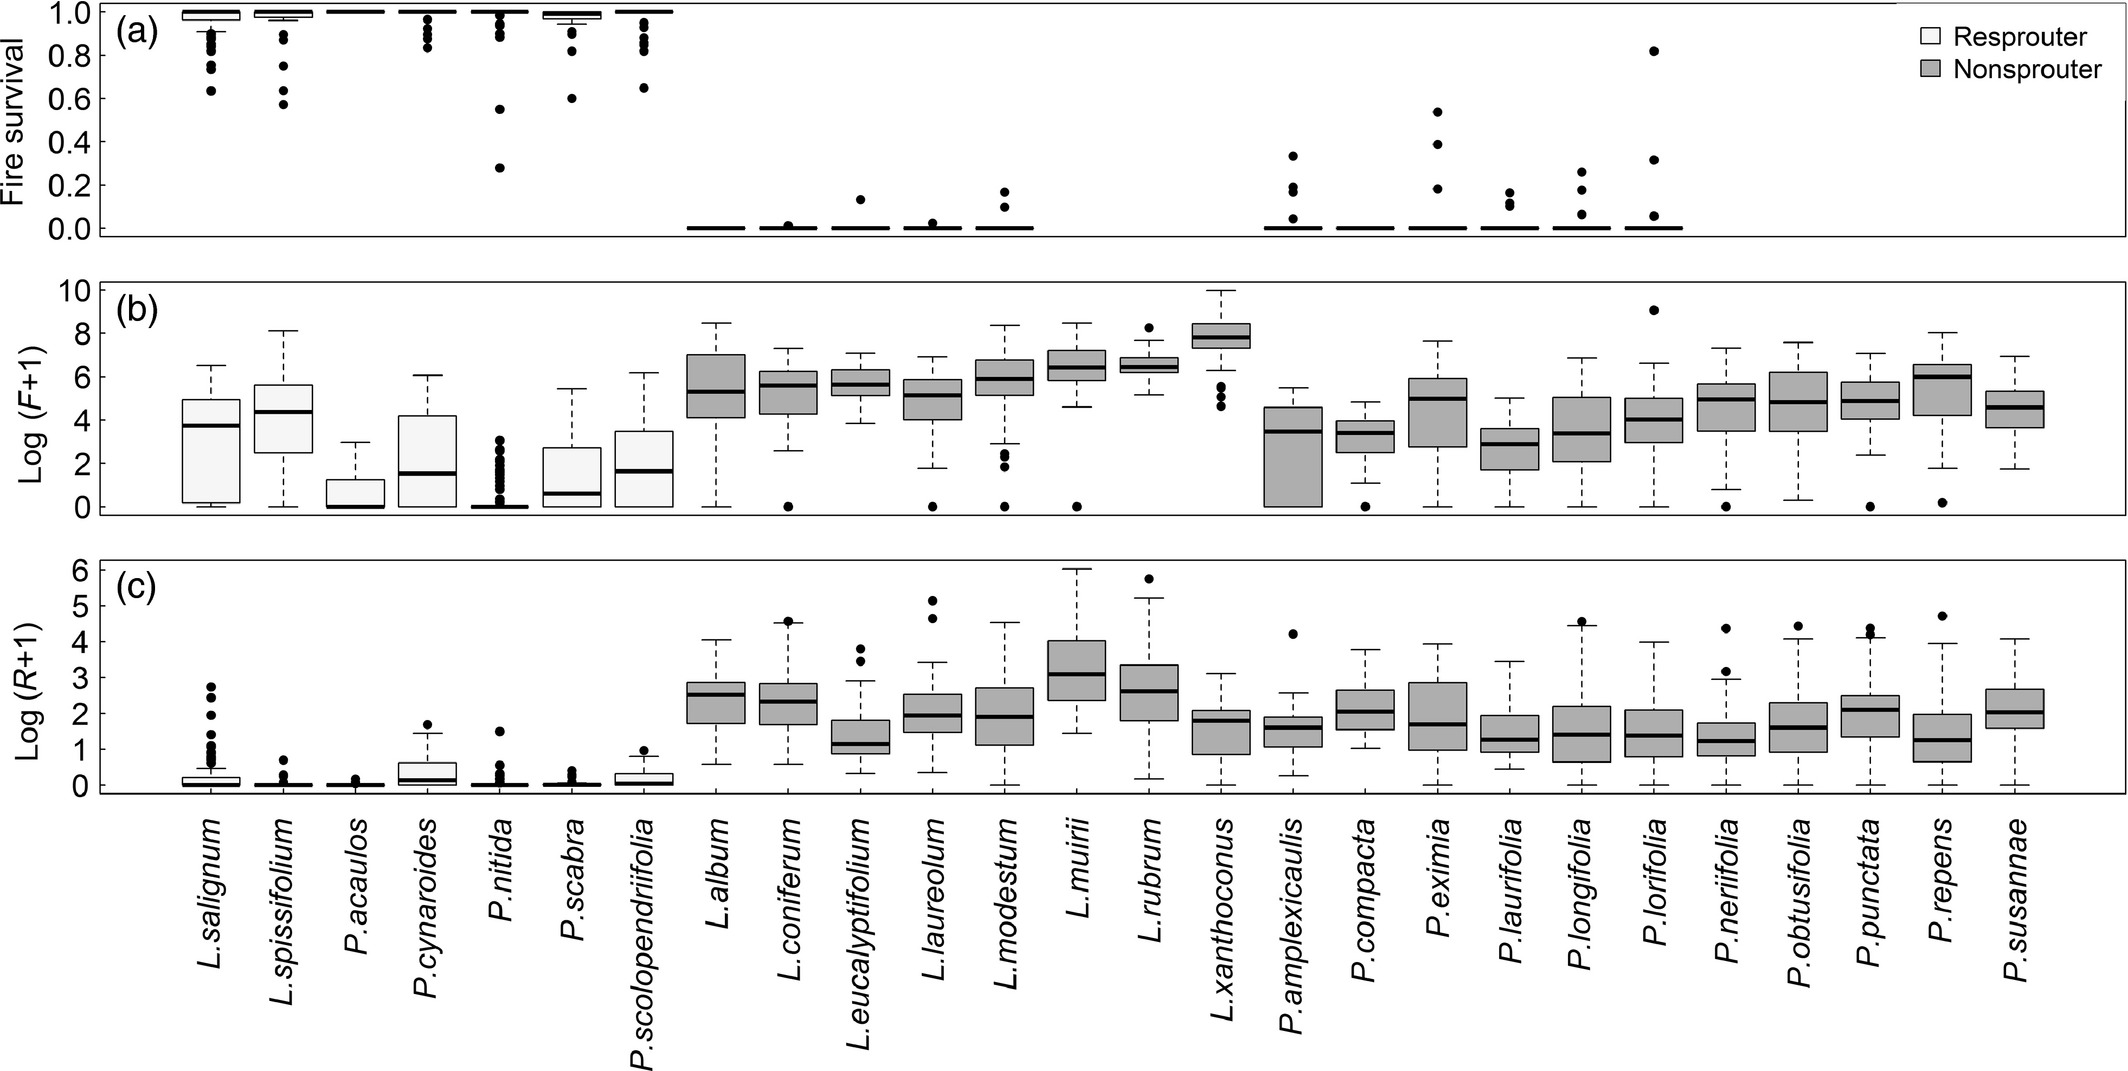 (a)
Fire survival
1.0
0.8
0.6
0.4
0.2
0.0
Resprouter
Nonsprouter
(b)
Log (F+1)
10
8
6
4
2
0
(c)
Log (R+1)
6
5
4
3
2
1
0
L.salignum
L.spissifolium
P.acaulos
P.cynaroides
P.nitida
P.scabra
P.scolopendriifolia
L.album
L.coniferum
L.eucalyptifolium
L.laureolum
L.modestum
L.muirii
L.rubrum
L.xanthoconus
P.amplexicaulis
P.compacta
P.eximia
P.laurifolia
P.longifolia
P.lorifolia
P.neriifolia
P.obtusifolia
P.punctata
P.repens
P.susannae